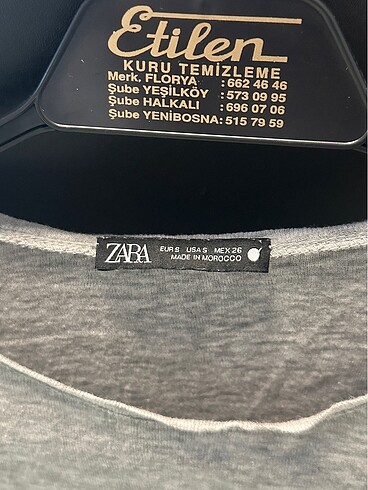 Etilen
KURU TEMİZLEME
Merk. FLORYA : 662 46 46
Şube YEŞİLKÖY : 573 09 95
Şube HALKALI : 696 07 06
Şube YENİBOSNA: 515 79 59
ZARA
EUR S USA S MEX 26
MADE IN MOROCCO